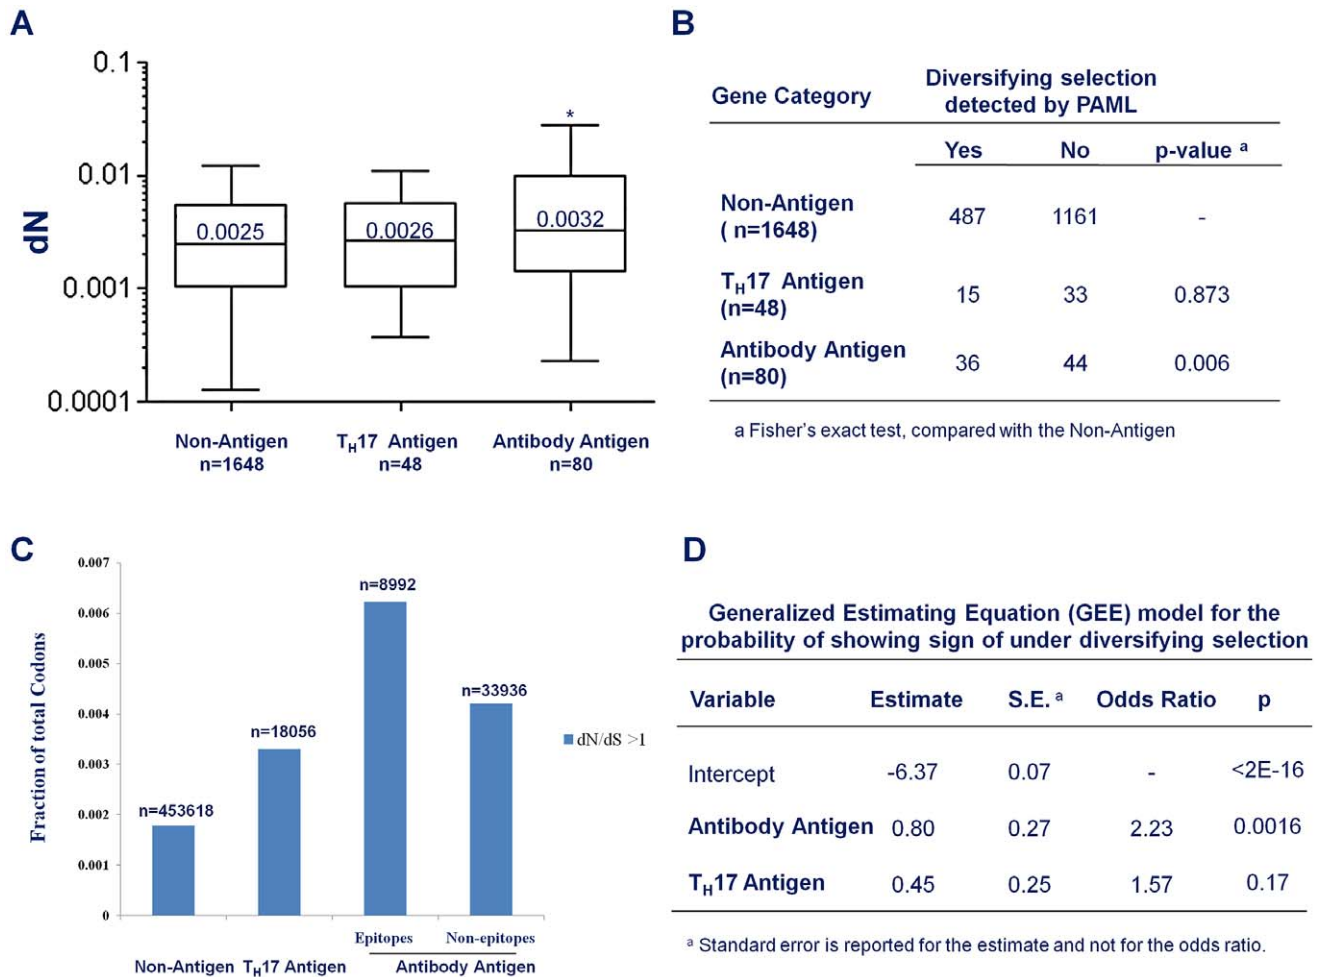 A
0.1
0.01
0.001
0.0001
dN
0.0025
0.0026
0.0032
*
Non-Antigen
n=1648
TH17 Antigen
n=48
Antibody Antigen
n=80
B
Gene Category
Diversifying selection
detected by PAML
Yes No p-value a
Non-Antigen
( n=1648)
487 1161 -
TH17 Antigen
(n=48)
15 33 0.873
Antibody Antigen
(n=80)
36 44 0.006
a Fisher's exact test, compared with the Non-Antigen
C
0.007
0.006
0.005
0.004
0.003
0.002
0.001
0
Fraction of total Codons
n=453618
n=18056
n=8992
n=33936
dN/dS >1
Epitopes Non-epitopes
Non-Antigen TH17 Antigen Antibody Antigen
D
Generalized Estimating Equation (GEE) model for the
probability of showing sign of under diversifying selection
Variable Estimate S.E. a Odds Ratio p
Intercept -6.37 0.07 - <2E-16
Antibody Antigen 0.80 0.27 2.23 0.0016
TH17 Antigen 0.45 0.25 1.57 0.17
a Standard error is reported for the estimate and not for the odds ratio.